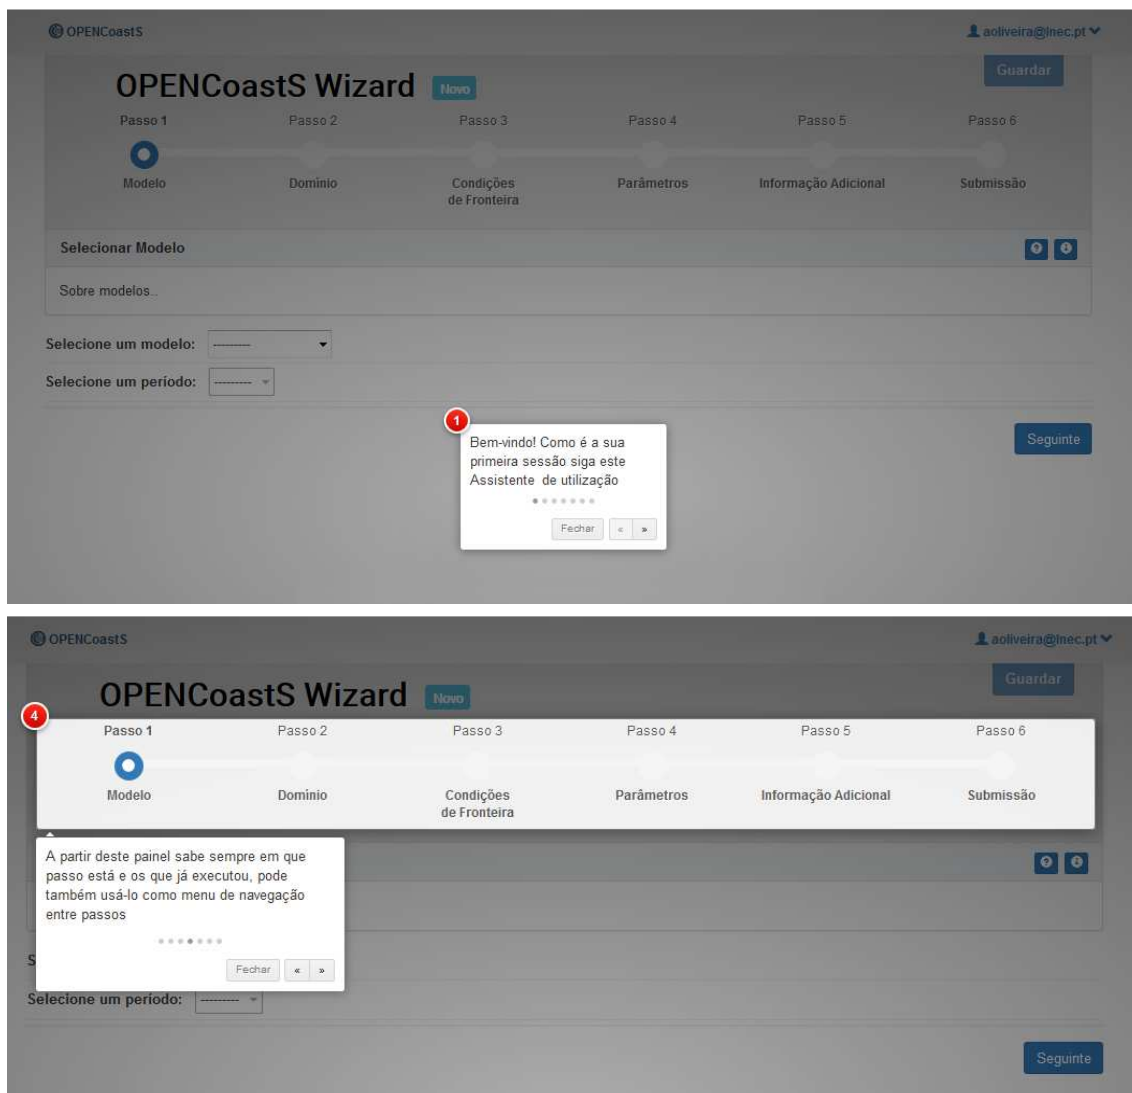 OPENCoastS
aoliveira@lnec.pt
Guardar
OPENCoastS Wizard Novo
Passo 1 Passo 2 Passo 3 Passo 4 Passo 5 Passo 6
Modelo Domínio Condições de Fronteira Parâmetros Informação Adicional Submissão
Selecionar Modelo
Sobre modelos..
Selecione um modelo: ---------
Selecione um período: ---------
1
Bem-vindo! Como é a sua
primeira sessão siga este
Assistente de utilização
Fechar « »
Seguinte
OPENCoastS
aoliveira@lnec.pt
Guardar
OPENCoastS Wizard Novo
4
Passo 1 Passo 2 Passo 3 Passo 4 Passo 5 Passo 6
Modelo Domínio Condições de Fronteira Parâmetros Informação Adicional Submissão
A partir deste painel sabe sempre em que
passo está e os que já executou, pode
também usá-lo como menu de navegação
entre passos
Fechar « »
S
Selecione um período: ---------
Seguinte